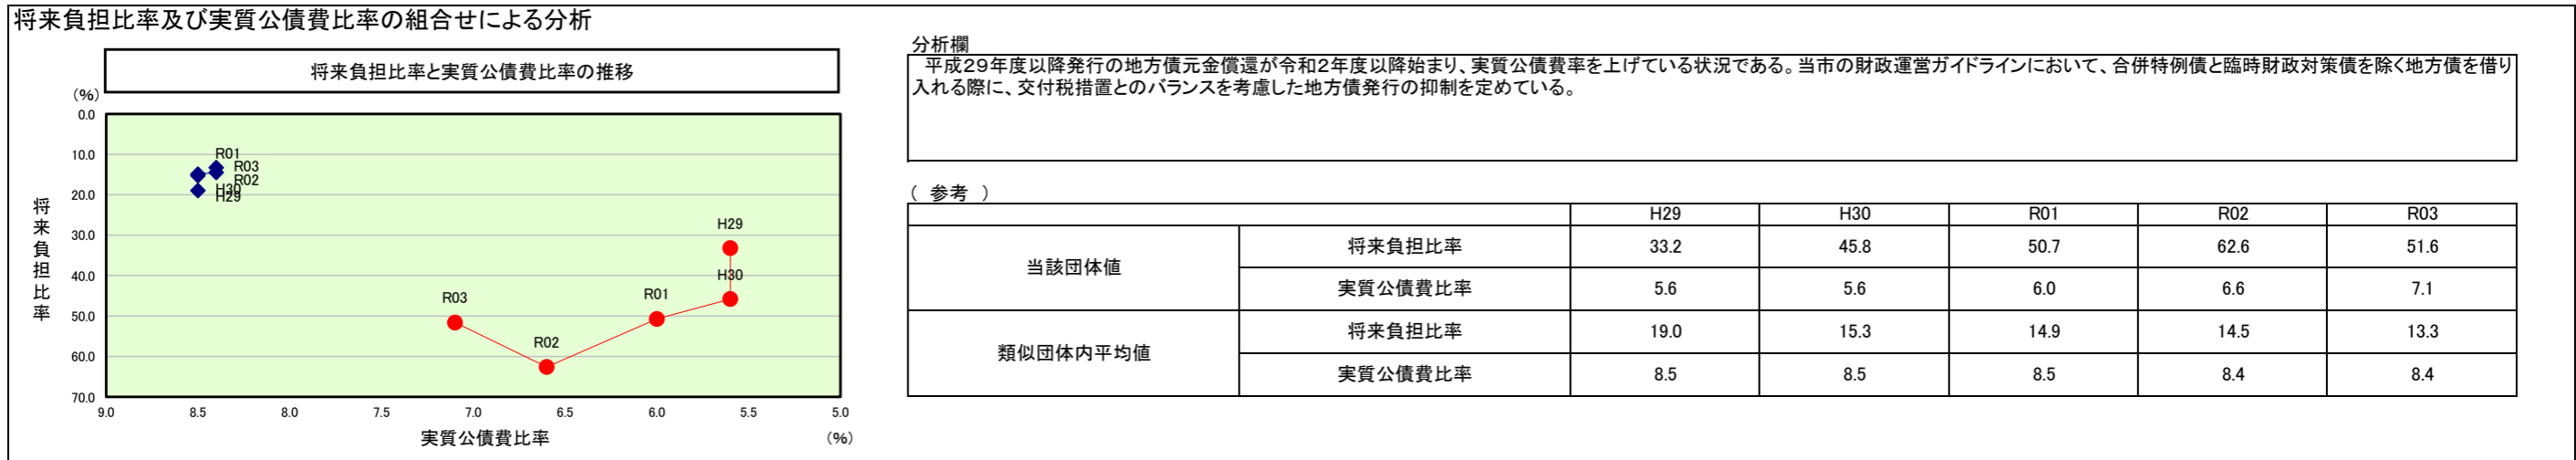 将来負担比率及び実質公債費比率の組合せによる分析
将来負担比率と実質公債費比率の推移
(%)
0.0
10.0
20.0
30.0
40.0
50.0
60.0
70.0
将来負担比率
R01
R03
R02
H30
H29
H29
H30
R01
R02
R03
9.0 8.5 8.0 7.5 7.0 6.5 6.0 5.5 5.0
実質公債費比率
(%)
分析欄
平成29年度以降発行の地方債元金償還が令和2年度以降始まり、実質公債費率を上げている状況である。当市の財政運営ガイドラインにおいて、合併特例債と臨時財政対策債を除く地方債を借り
入れる際に、交付税措置とのバランスを考慮した地方債発行の抑制を定めている。
( 参考 )
H29 H30 R01 R02 R03
当該団体値
将来負担比率 33.2 45.8 50.7 62.6 51.6
実質公債費比率 5.6 5.6 6.0 6.6 7.1
類似団体内平均値
将来負担比率 19.0 15.3 14.9 14.5 13.3
実質公債費比率 8.5 8.5 8.5 8.4 8.4